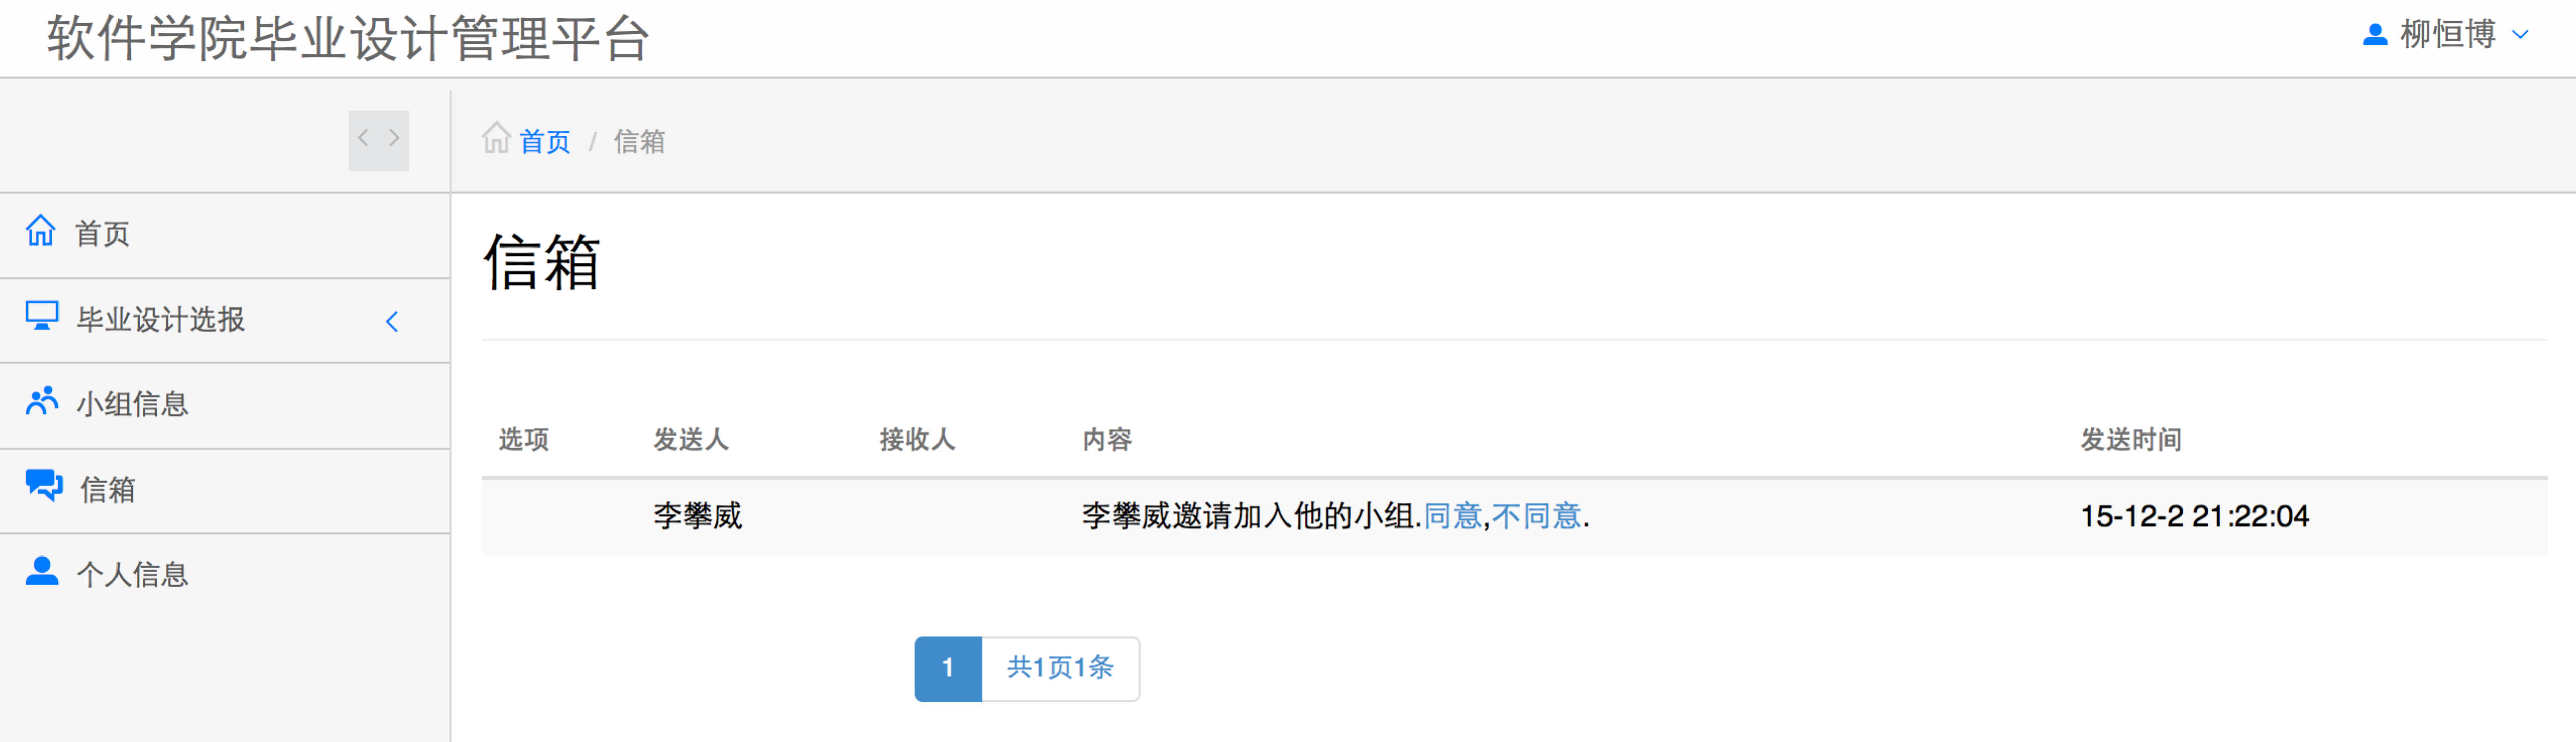 软件学院毕业设计管理平台
柳恒博
首页 / 信箱
首页
毕业设计选报
小组信息
信箱
个人信息
信箱
选项 发送人 接收人 内容 发送时间
李攀威 李攀威邀请加入他的小组.同意,不同意. 15-12-2 21:22:04
1 共1页1条